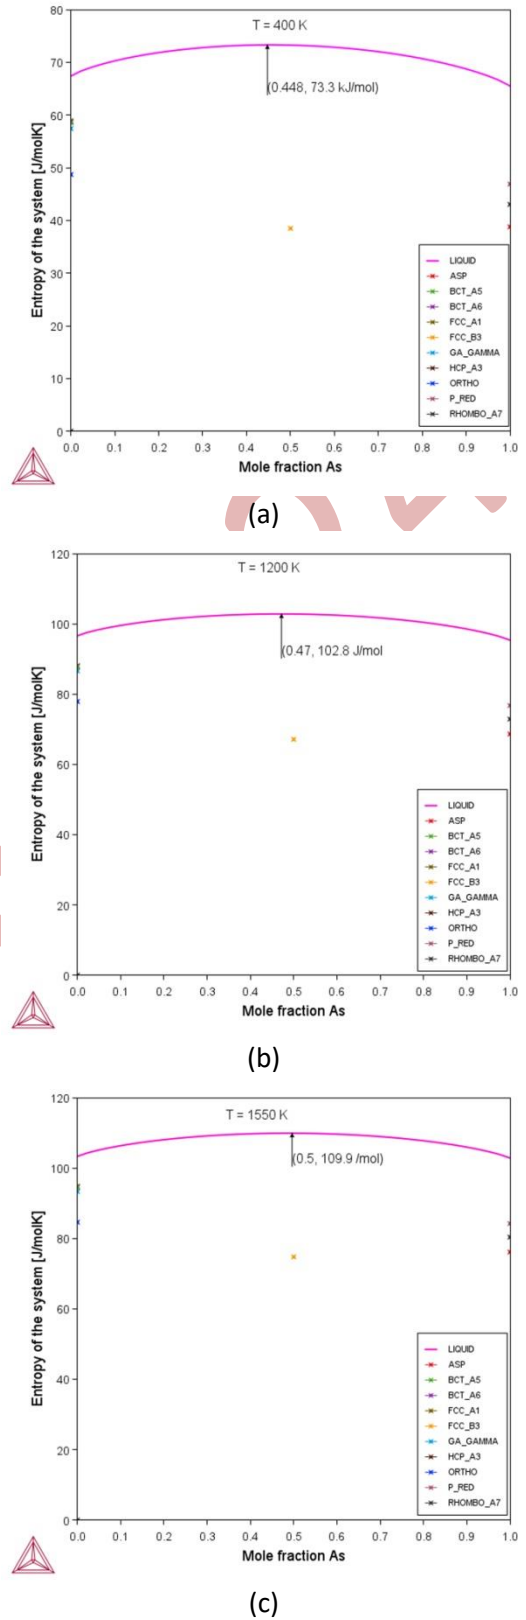 80
T = 400 K
70
(0.448, 73.3 kJ/mol)
60
50
40
30
20
10
0
Entropy of the system [J/molK]
LIQUID
ASP
BCT_A5
BCT_A6
FCC_A1
FCC_B3
GA_GAMMA
HCP_A3
ORTHO
P_RED
RHOMBO_A7
0.0 0.1 0.2 0.3 0.4 0.5 0.6 0.7 0.8 0.9 1.0
Mole fraction As
(a)
120
T = 1200 K
100
(0.47, 102.8 J/mol
80
60
40
20
0
Entropy of the system [J/molK]
LIQUID
ASP
BCT_A5
BCT_A6
FCC_A1
FCC_B3
GA_GAMMA
HCP_A3
ORTHO
P_RED
RHOMBO_A7
0.0 0.1 0.2 0.3 0.4 0.5 0.6 0.7 0.8 0.9 1.0
Mole fraction As
(b)
120
T = 1550 K
100
(0.5, 109.9 /mol)
80
60
40
20
0
Entropy of the system [J/molK]
LIQUID
ASP
BCT_A5
BCT_A6
FCC_A1
FCC_B3
GA_GAMMA
HCP_A3
ORTHO
P_RED
RHOMBO_A7
0.0 0.1 0.2 0.3 0.4 0.5 0.6 0.7 0.8 0.9 1.0
Mole fraction As
(c)